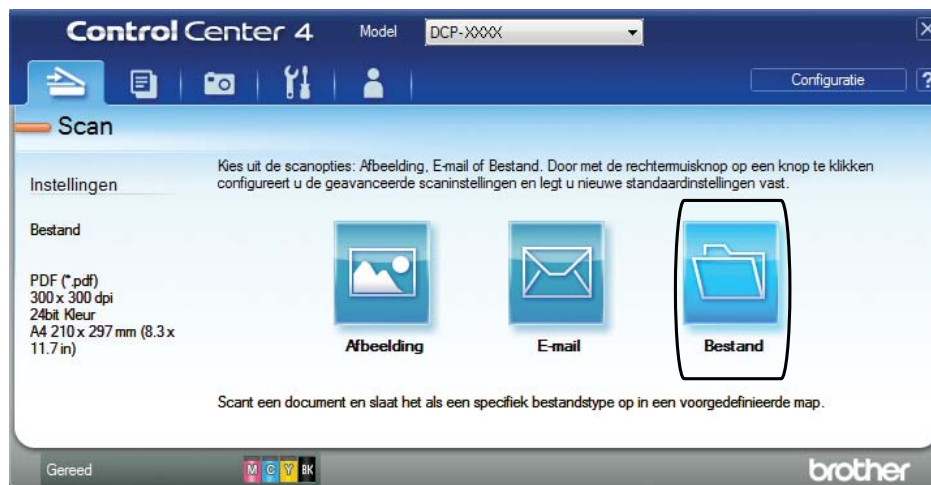 Control Center 4
Model
DCP-XXXX
Configuratie
?
Scan
Instellingen
Bestand
PDF (*.pdf)
300 x 300 dpi
24bit Kleur
A4 210 x 297 mm (8.3 x
11.7 in)
Kies uit de scanopties: Afbeelding, E-mail of Bestand. Door met de rechtermuisknop op een knop te klikken
configureert u de geavanceerde scaninstellingen en legt u nieuwe standaardinstellingen vast.
Afbeelding
E-mail
Bestand
Scant een document en slaat het als een specifiek bestandstype op in een voorgedefinieerde map.
Gereed
M C Y BK
brother